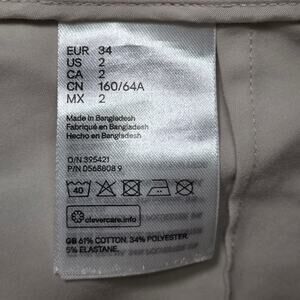 EUR 34
US 2
CA 2
CN 160/64A
MX 2
Made in Bangladesh
Fabriqué en Bangladesh
Hecho en Bangladesh
O/N 395421
P/N 0568808 9
40
clevercare.info
GB 61% COTTON. 34% POLYESTER.
5% ELASTANE.